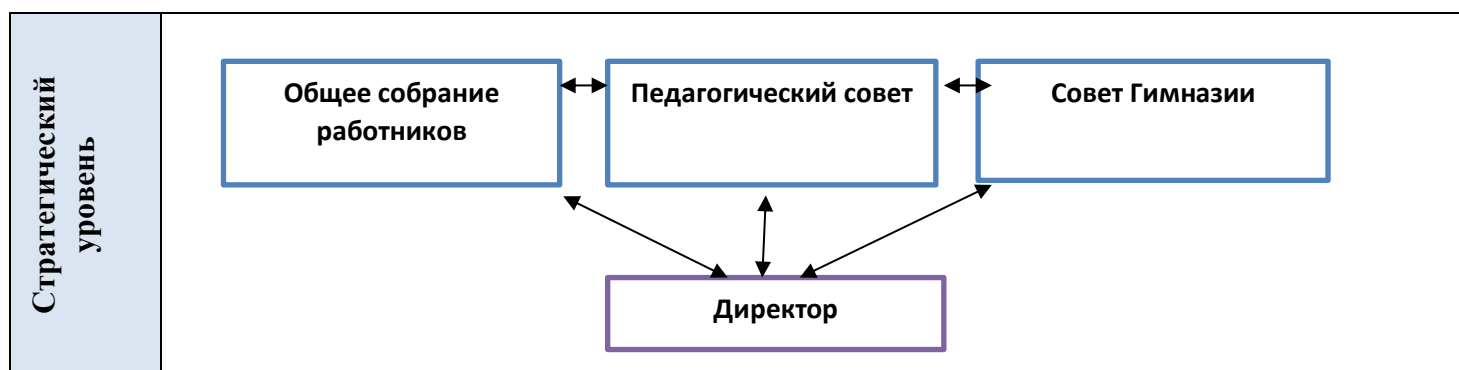 Стратегический
уровень
Общее собрание
работников
Педагогический совет
Совет Гимназии
Директор